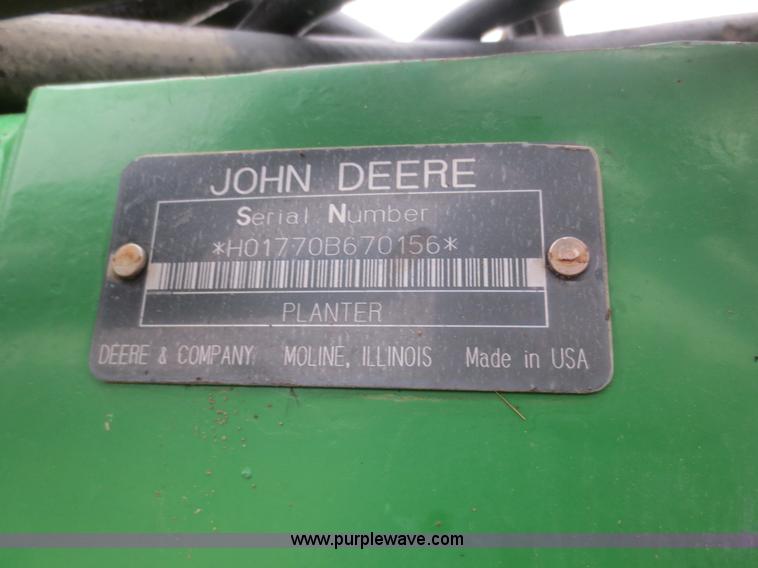 JOHN DEERE
Serial Number
*H01770B670156*
PLANTER
DEERE & COMPANY MOLINE, ILLINOIS Made in USA
www.purplewave.com